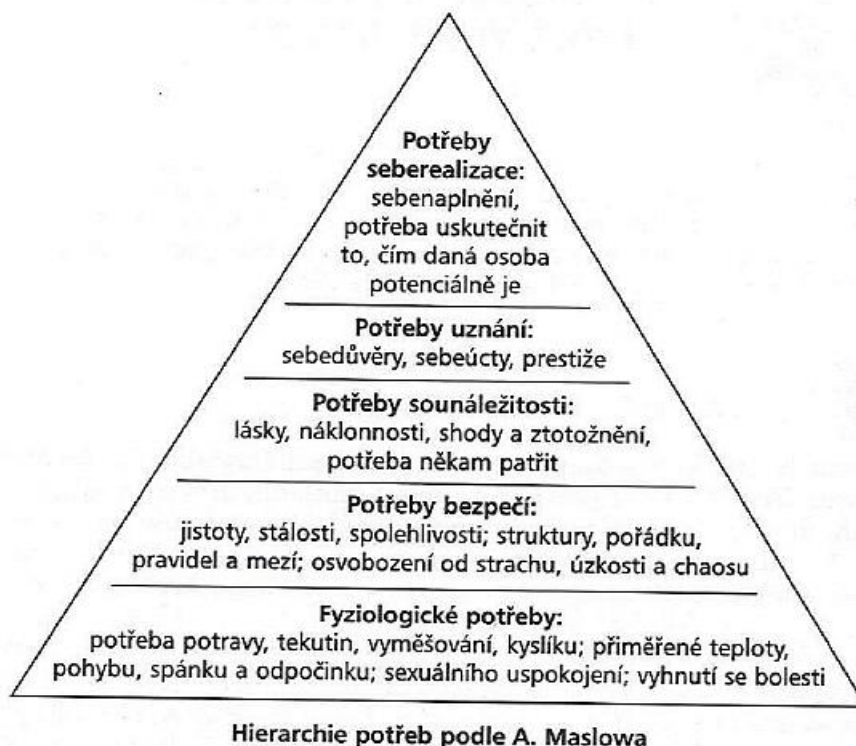 Potřeby
seberealizace:
sebenaplnění,
potřeba uskutečnit
to, čím daná osoba
potenciálně je
Potřeby uznání:
sebedůvěry, sebeúcty, prestiže
Potřeby sounáležitosti:
lásky, náklonnosti, shody a ztotožnění,
potřeba někam patřit
Potřeby bezpečí:
jistoty, stálosti, spolehlivosti; struktury, pořádku,
pravidel a mezí; osvobození od strachu, úzkosti a chaosu
Fyziologické potřeby:
potřeba potravy, tekutin, vyměšování, kyslíku; přiměřené teploty,
pohybu, spánku a odpočinku; sexuálního uspokojení; vyhnutí se bolesti
Hierarchie potřeb podle A. Maslowa